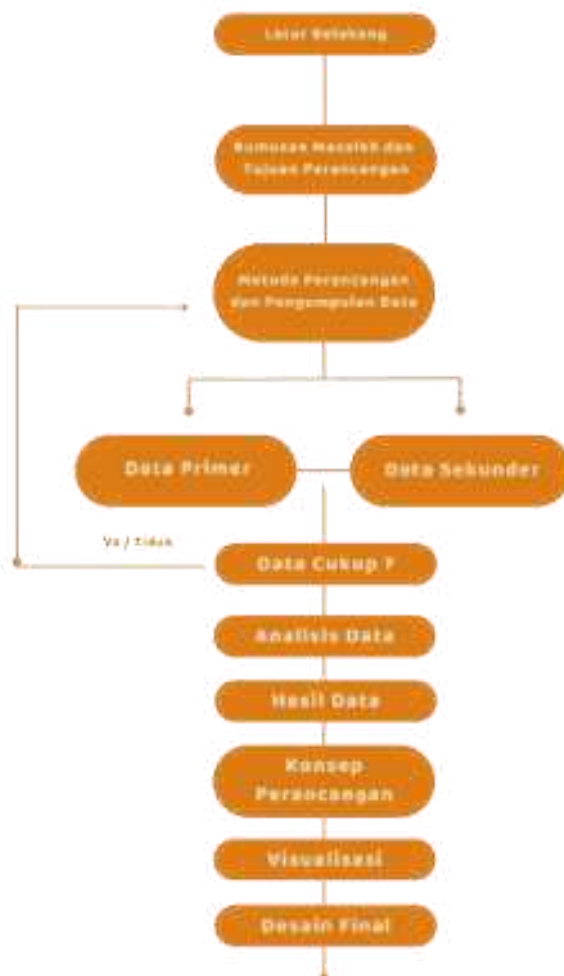 Latar Belakang
Rumusan Masalah dan
Tujuan Perancangan
Metode Perancangan
dan Pengumpulan Data
Data Primer
Data Sekunder
Ya / Tidak
Data Cukup ?
Analisis Data
Hasil Data
Konsep
Perancangan
Visualisasi
Desain Final